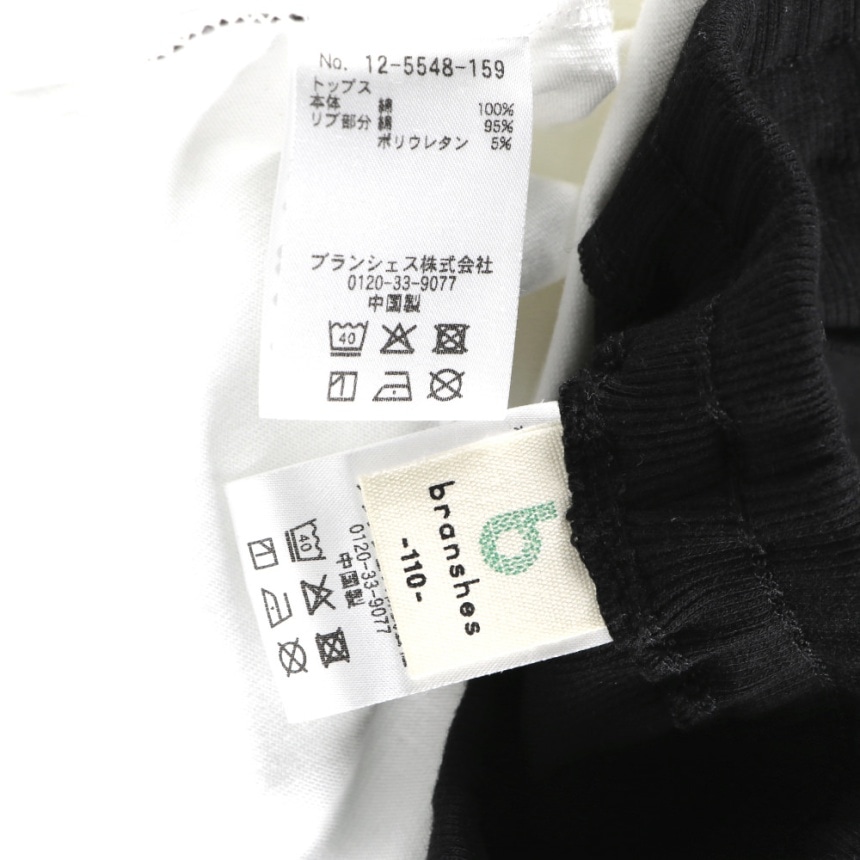 No. 12-5548-159
トップス
本体 綿 100%
リブ部分 綿 95%
ポリウレタン 5%
ブランシェス株式会社
0120-33-9077
中国製
40
b
branshes
-110-
0120-33-9077
中国製
40